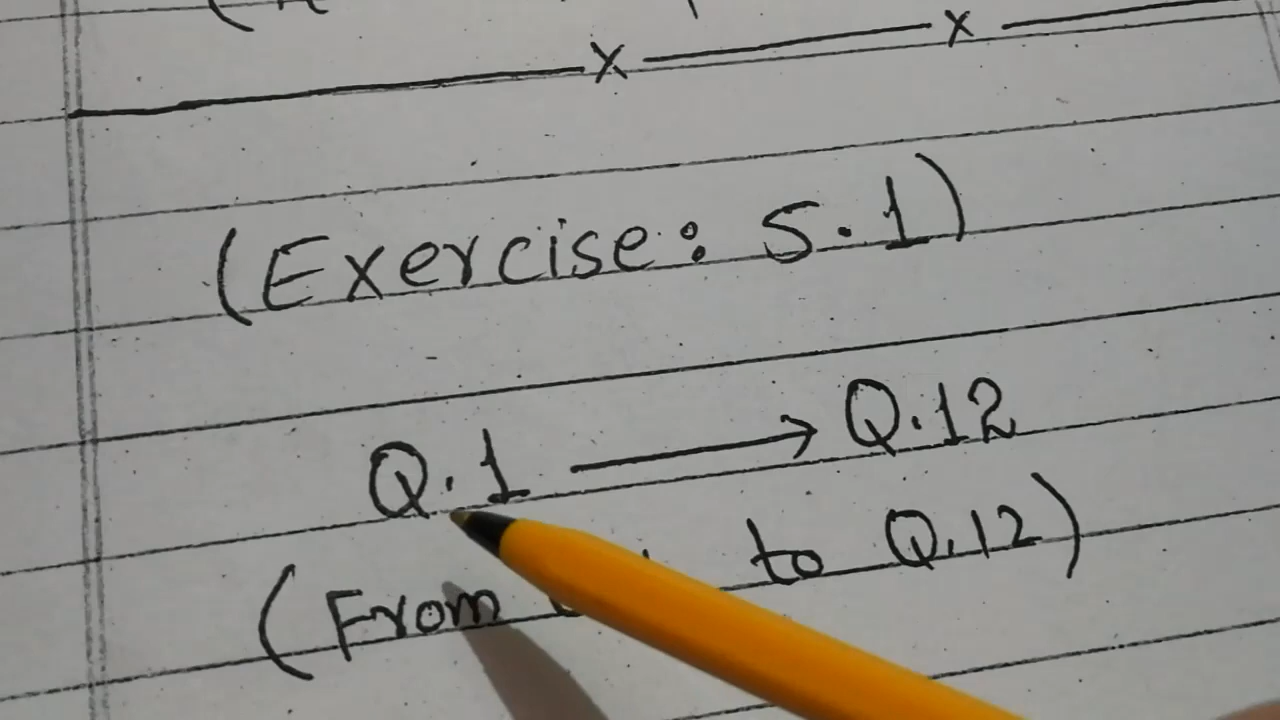 x x
(Exercise: 5.1)
Q.1 → Q.12
(From to Q.12)